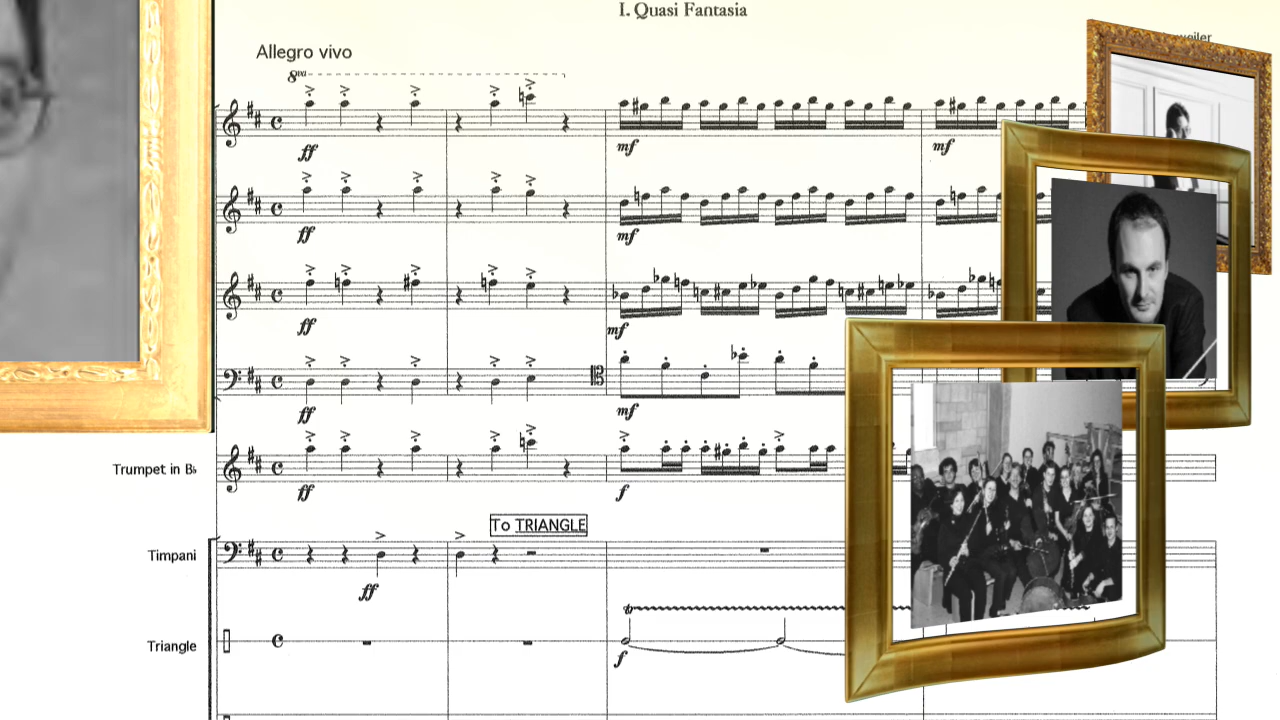 I. Quasi Fantasia
Allegro vivo
8va
ff
mf
mf
ff
mf
ff
mf
ff
mf
Trumpet in B♭
ff
f
To TRIANGLE
Timpani
ff
tr
Triangle
f